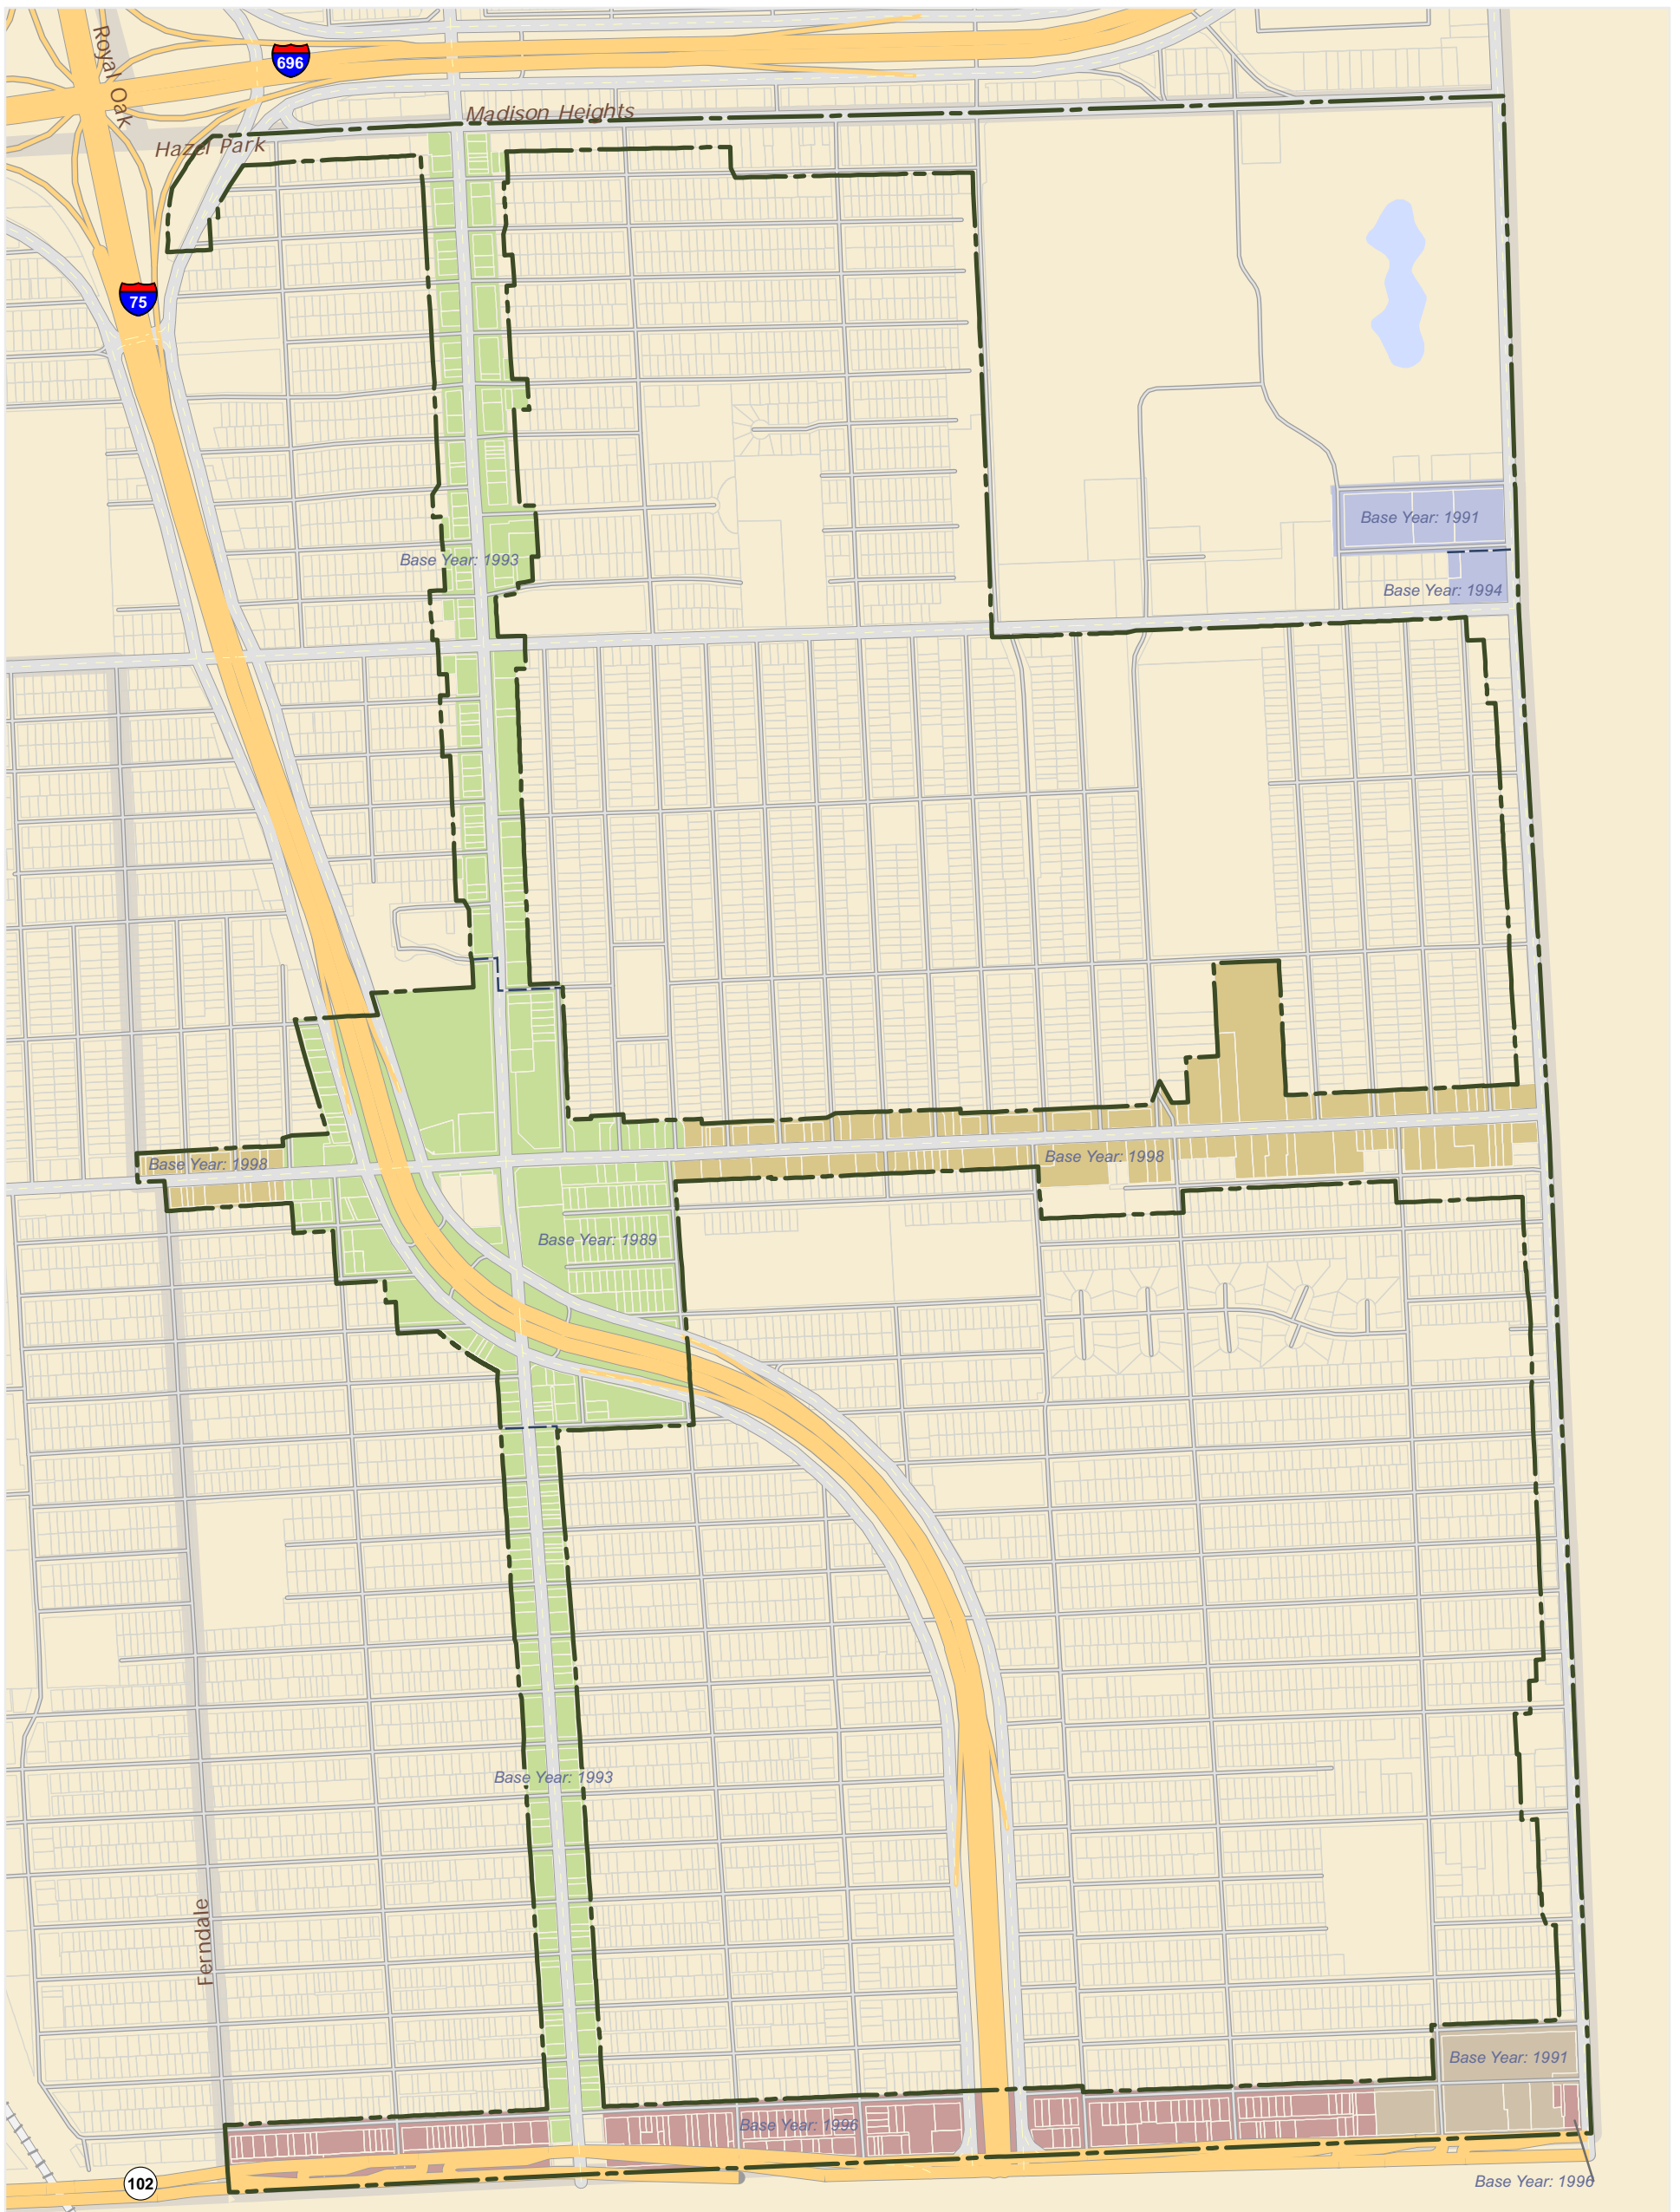 Royal Oak
696
Madison Heights
Hazel Park
75
Base Year: 1991
Base Year: 1993
Base Year: 1994
Base Year: 1998
Base Year: 1998
Base Year: 1989
Base Year: 1993
Ferndale
Base Year: 1991
Base Year: 1996
102
Base Year: 1996